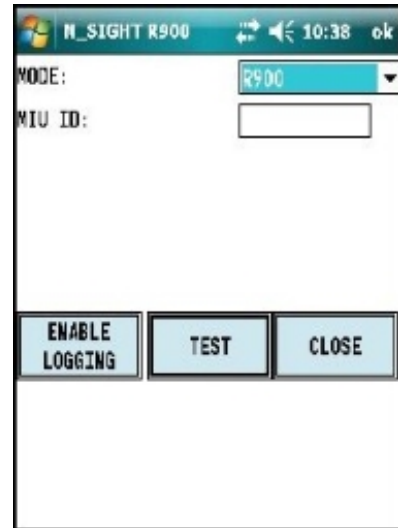 N_SIGHT R900 10:38 ok
MODE: R900
MIU ID:
ENABLE LOGGING
TEST
CLOSE